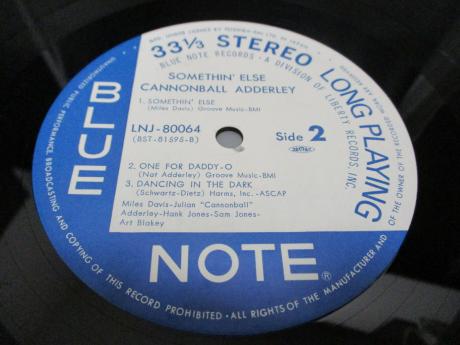 33⅓ STEREO LONG PLAYING
BLUE NOTE RECORDS • A DIVISION OF LIBERTY RECORDS, INC.
SOMETHIN' ELSE
CANNONBALL ADDERLEY
1. SOMETHIN' ELSE
(Miles Davis) Groove Music-BMI
LNJ-80064
(BST-81595-B)
Side 2
2. ONE FOR DADDY-O
(Nat Adderley) Groove Music-BMI
3. DANCING IN THE DARK
(Schwartz-Dietz) Harms, Inc. -ASCAP
Miles Davis-Julian "Cannonball"
Adderley-Hank Jones-Sam Jones-
Art Blakey
BLUE
NOTE®
UNAUTHORIZED PUBLIC PERFORMANCE, BROADCASTING AND COPYING OF THIS RECORD PROHIBITED • ALL RIGHTS OF THE MANUFACTURER AND OF THE OWNER OF THE RECORDED WORK